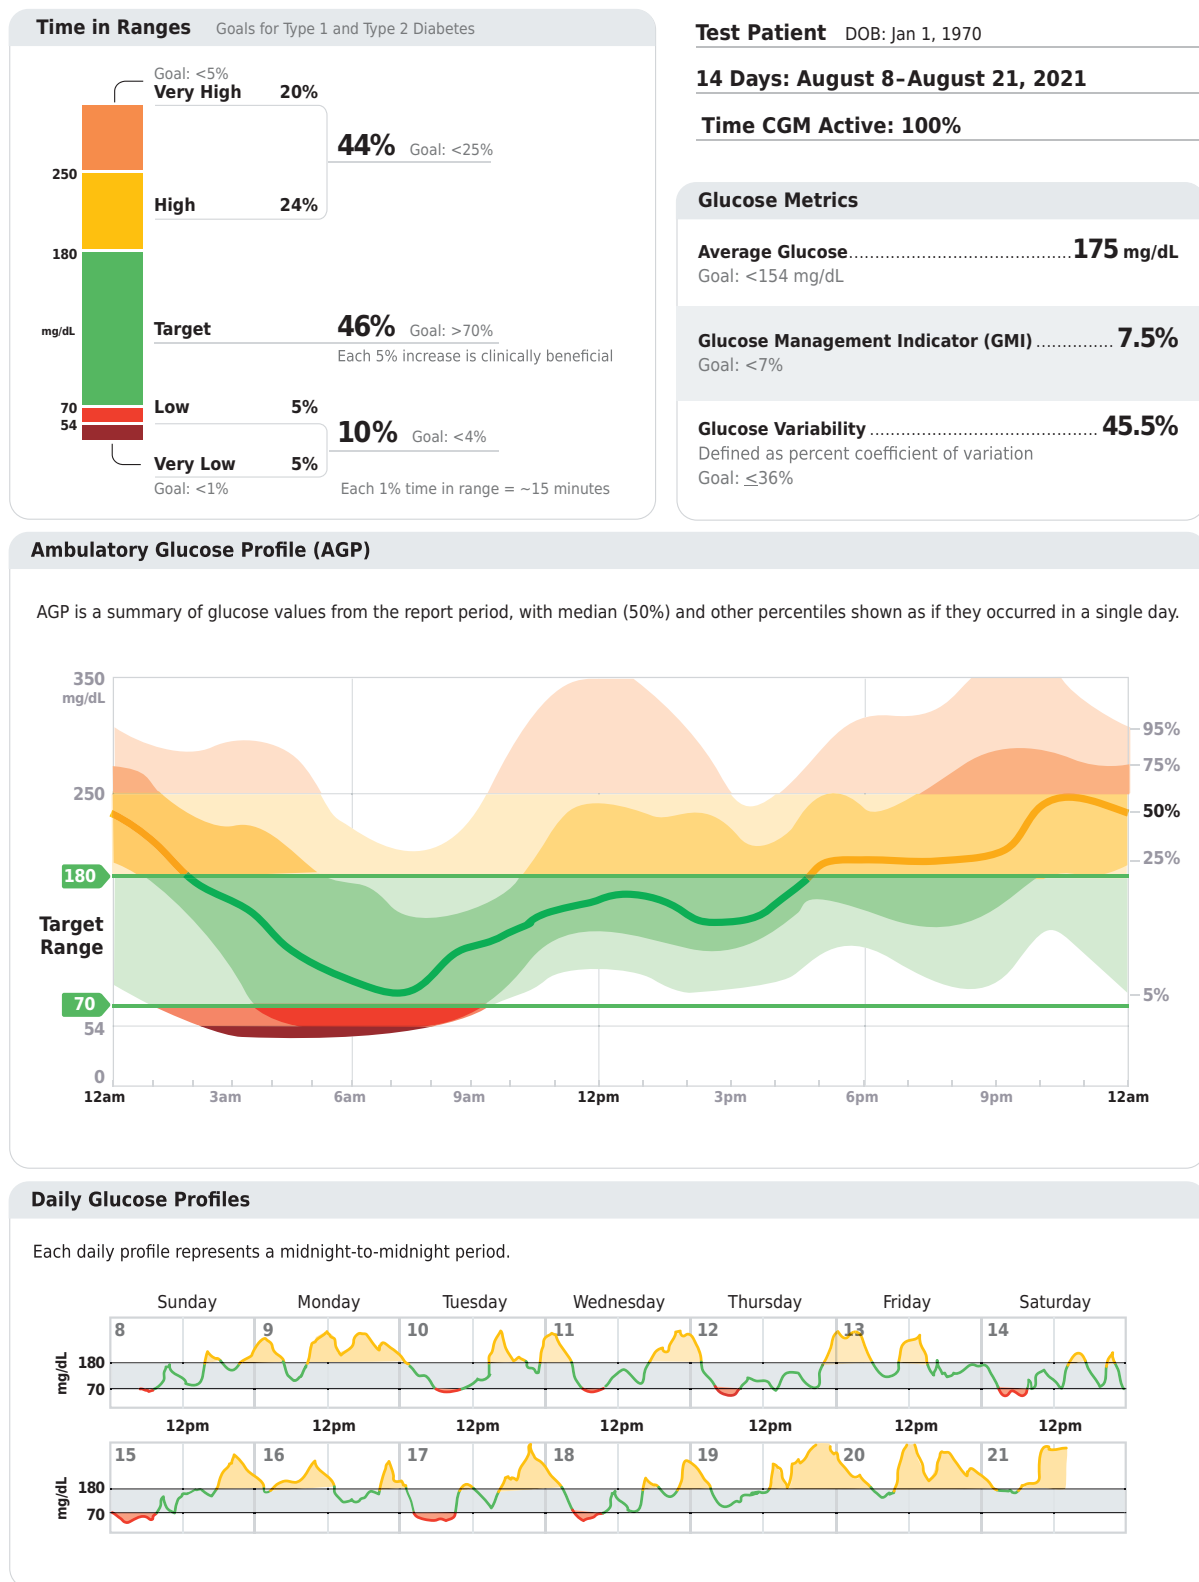 Time in Ranges Goals for Type 1 and Type 2 Diabetes
Goal: <5%
Very High 20%
44% Goal: <25%
250
High 24%
180
mg/dL
Target 46% Goal: >70%
Each 5% increase is clinically beneficial
70
Low 5%
54
10% Goal: <4%
Very Low 5%
Goal: <1%
Each 1% time in range = ~15 minutes
Test Patient DOB: Jan 1, 1970
14 Days: August 8–August 21, 2021
Time CGM Active: 100%
Glucose Metrics
Average Glucose............................................175 mg/dL
Goal: <154 mg/dL
Glucose Management Indicator (GMI) ............... 7.5%
Goal: <7%
Glucose Variability ............................................. 45.5%
Defined as percent coefficient of variation
Goal: ≤36%
Ambulatory Glucose Profile (AGP)
AGP is a summary of glucose values from the report period, with median (50%) and other percentiles shown as if they occurred in a single day.
350
mg/dL
250
180
Target
Range
70
54
0
95%
75%
50%
25%
5%
12am 3am 6am 9am 12pm 3pm 6pm 9pm 12am
Daily Glucose Profiles
Each daily profile represents a midnight-to-midnight period.
Sunday Monday Tuesday Wednesday Thursday Friday Saturday
8 9 10 11 12 13 14
mg/dL
180
70
12pm 12pm 12pm 12pm 12pm 12pm 12pm
15 16 17 18 19 20 21
mg/dL
180
70